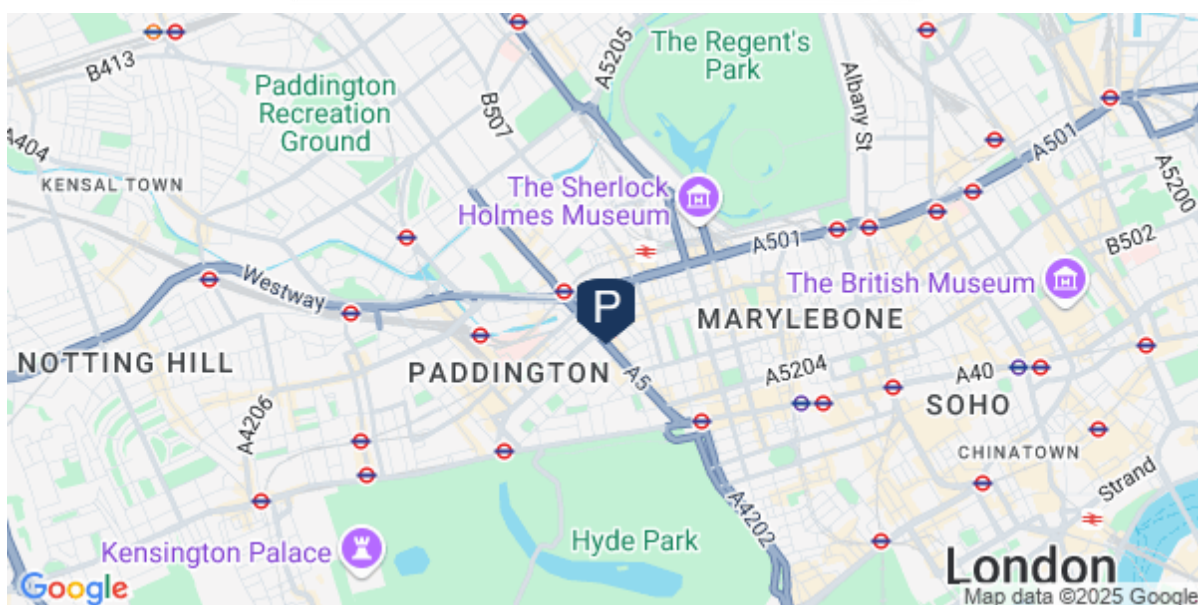 B413
A5205
The Regent's
Park
Paddington
Recreation
Ground
B507
Albany St
A404
A501
KENSAL TOWN
The Sherlock
Holmes Museum
A5200
A501
B502
Westway
P
The British Museum
MARYLEBONE
NOTTING HILL
PADDINGTON
A5
A5204
A40
SOHO
A4206
CHINATOWN
Strand
A4202
Hyde Park
Kensington Palace
London
Google
Map data ©2025 Google